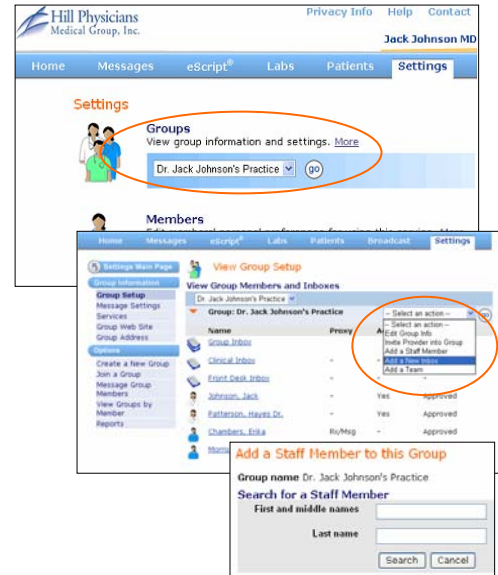 Hill Physicians
Medical Group, Inc.
Privacy Info Help Contact
Jack Johnson MD
Home Messages eScript® Labs Patients Settings
Settings
Groups
View group information and settings. More
Dr. Jack Johnson's Practice go
Members
Home Messages eScript® Labs Patients Broadcast Settings
Settings Main Page
View Group Setup
Group Information
Group Setup
Message Settings
Services
Group Web Site
Group Address
Options
Create a New Group
Join a Group
Message Group
Members
View Groups by
Member
Reports
View Group Members and Inboxes
Dr. Jack Johnson's Practice
Group: Dr. Jack Johnson's Practice
-- Select an action -- go
-- Select an action --
Edit Group Info
Invite Provider into Group
Add a Staff Member
Add a New Inbox
Add a Team
Name Proxy
Group Inbox
Clinical Inbox -
Front Desk Inbox - - -
Johnson, Jack - Yes Approved
Patterson, Hayes Dr. - Yes Approved
Chambers, Erika Rx/Msg - Approved
Add a Staff Member to this Group
Group name Dr. Jack Johnson's Practice
Search for a Staff Member
First and middle names
Last name
Search Cancel